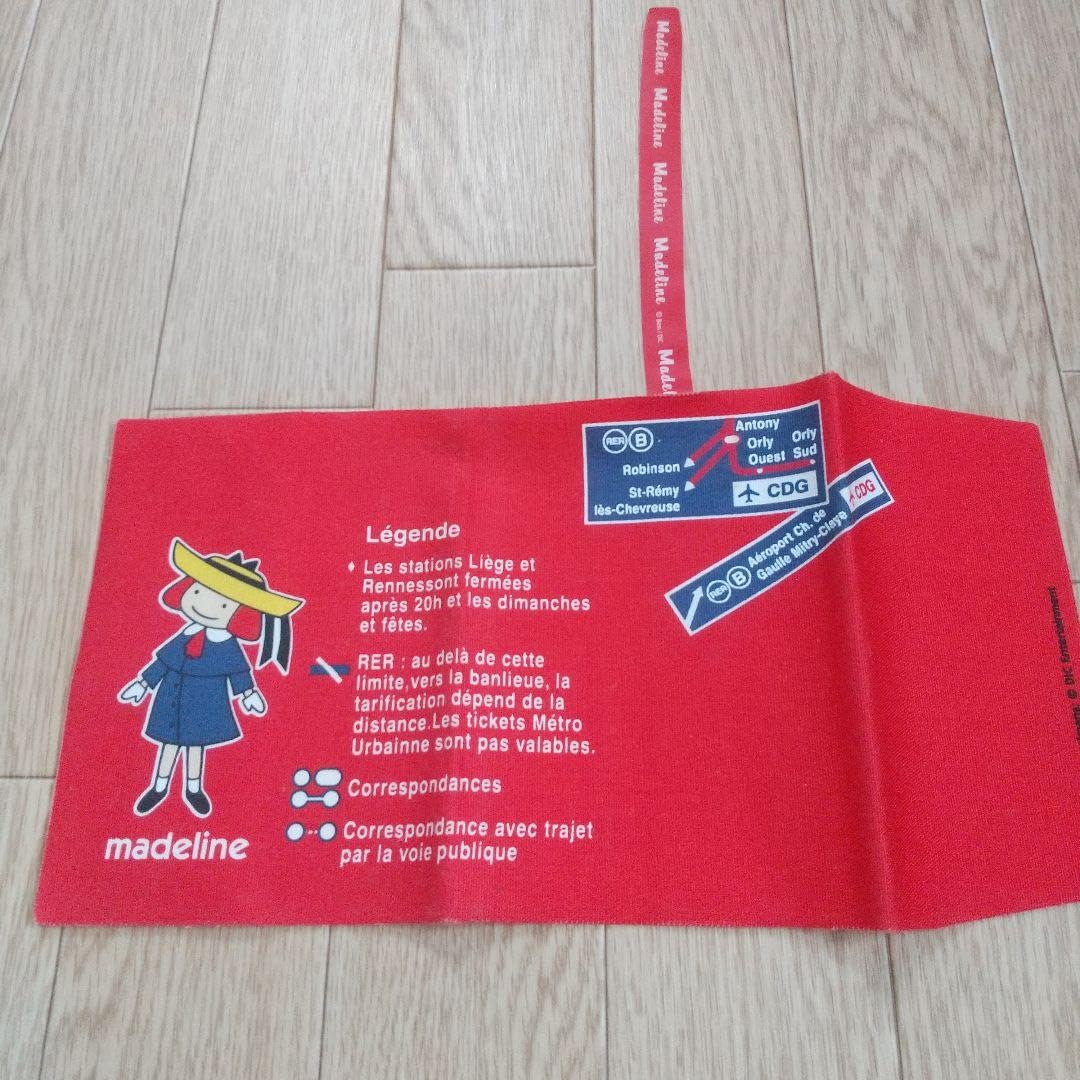 Madeline Madeline Madeline Madeline
Madel
RER B
Antony
Orly Ouest
Orly Sud
Robinson
St-Rémy
lès-Chevreuse
CDG
RER B
Aéroport Ch. de
Gaulle Mitry-Claye
CDG
Légende
Les stations Liège et
Rennessont fermées
après 20h et les dimanches
et fêtes.
RER : au delà de cette
limite,vers la banlieue, la
tarification dépend de la
distance.Les tickets Métro
Urbainne sont pas valables.
Correspondances
Correspondance avec trajet
par la voie publique
madeline
© DIC Entertainment